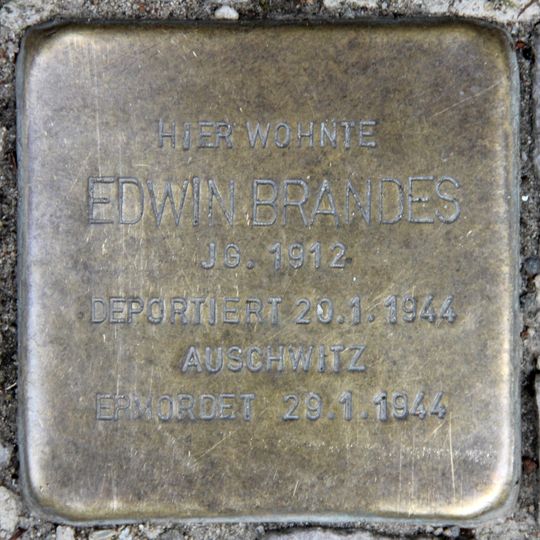 HIER WOHNTE
EDWIN BRANDES
JG. 1912
DEPORTIERT 20.1.1944
AUSCHWITZ
ERMORDET 29.1.1944